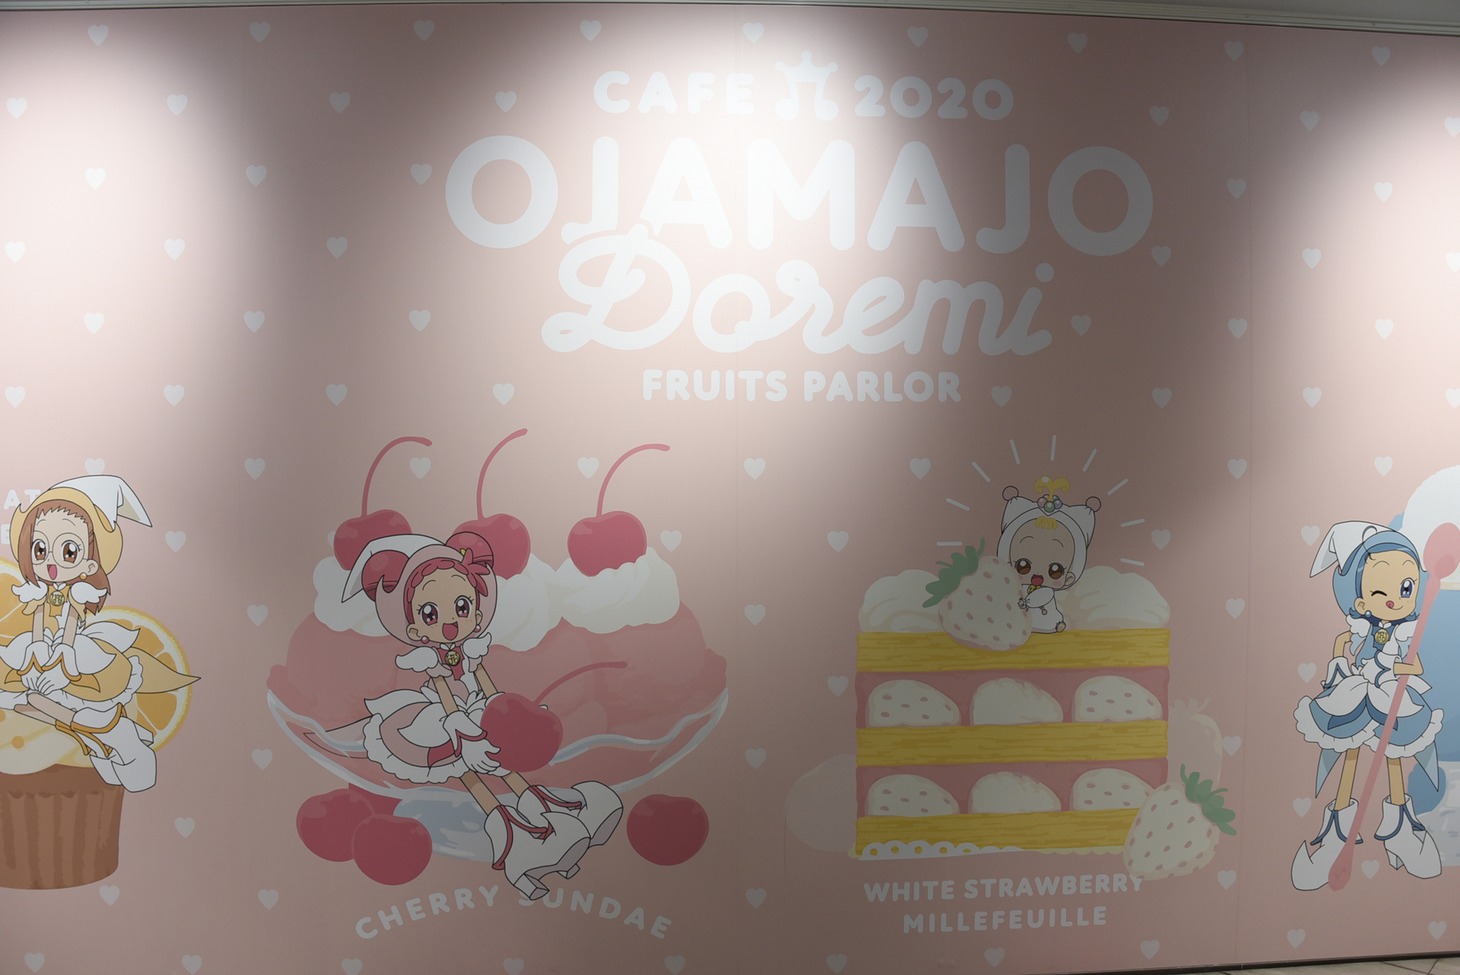 CAFE 2020
OJAMAJO
Doremi
FRUITS PARLOR
CHERRY SUNDAE
WHITE STRAWBERRY
MILLEFEUILLE